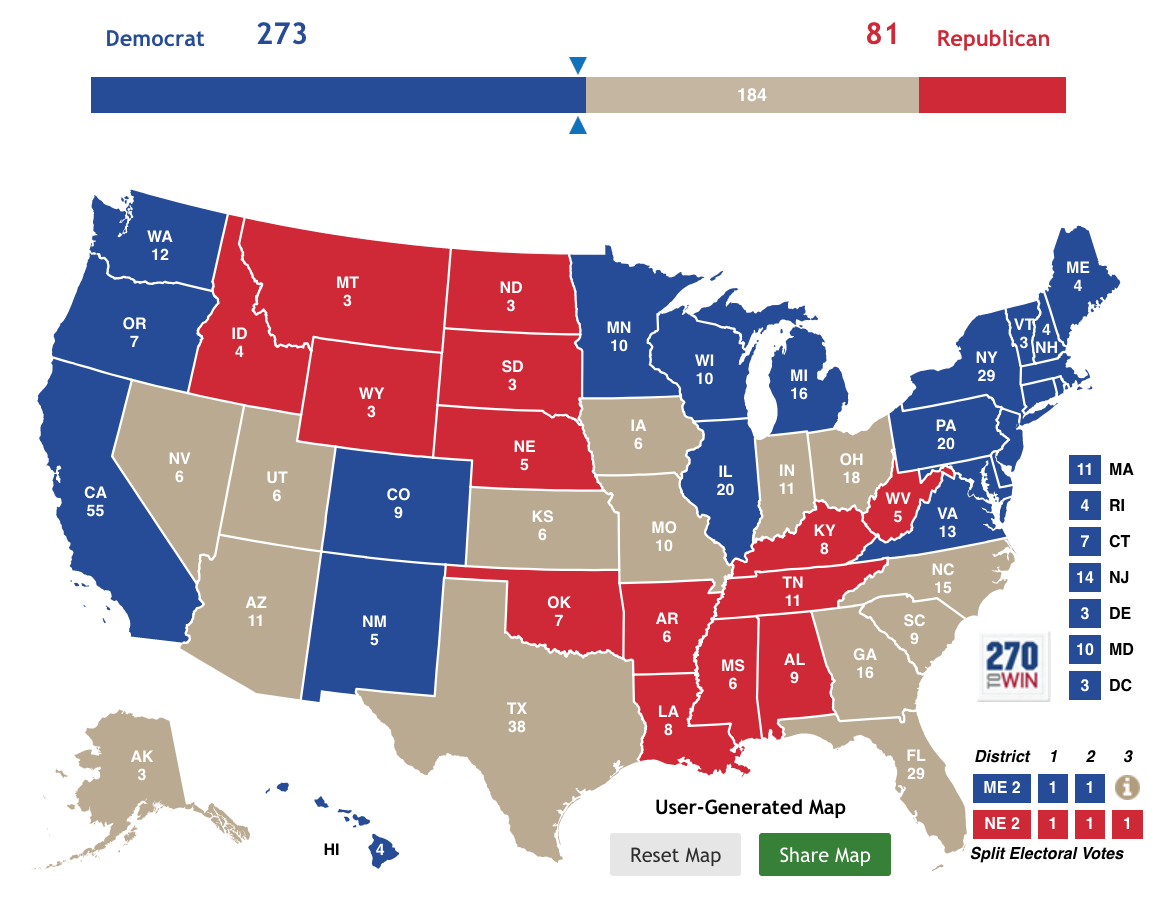 Democrat 273 81 Republican
184
WA
12
OR
7
CA
55
NV
6
ID
4
MT
3
WY
3
UT
6
AZ
11
CO
9
NM
5
ND
3
SD
3
NE
5
KS
6
OK
7
TX
38
MN
10
IA
6
MO
10
AR
6
LA
8
WI
10
IL
20
MI
16
IN
11
OH
18
KY
8
TN
11
MS
6
AL
9
GA
16
FL
29
SC
9
NC
15
VA
13
WV
5
PA
20
NY
29
VT
3
4
NH
ME
4
AK
3
HI 4
11 MA
4 RI
7 CT
14 NJ
3 DE
10 MD
3 DC
270
TO WIN
District 1 2 3
ME 2 1 1 i
NE 2 1 1 1
Split Electoral Votes
User-Generated Map
Reset Map Share Map